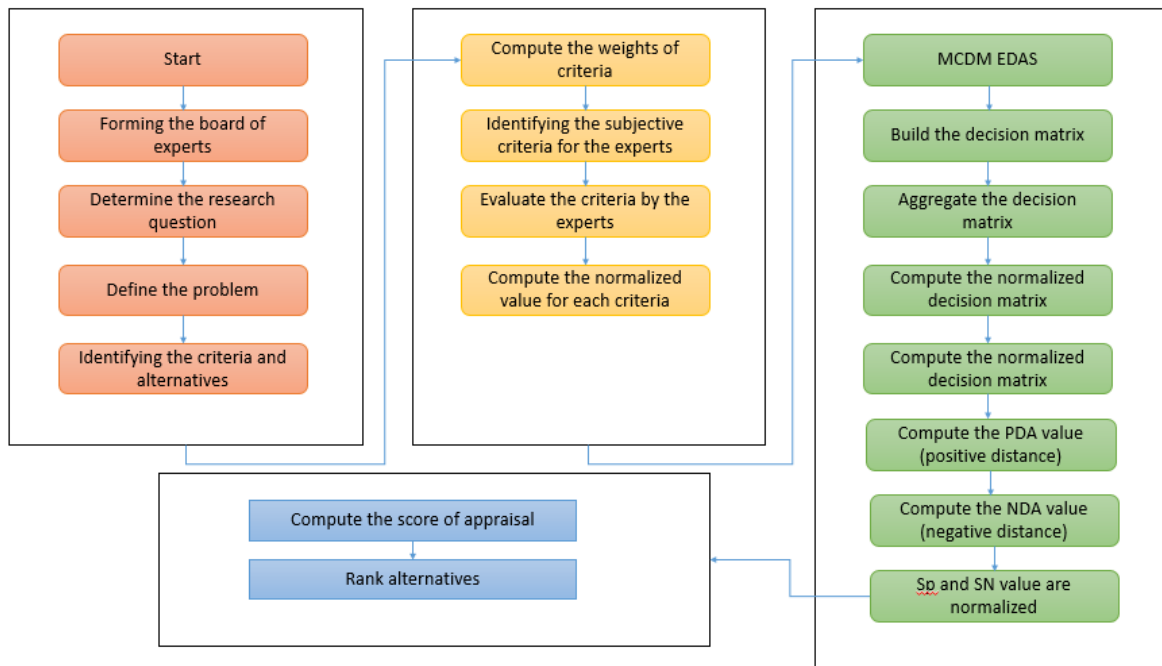 Start
Forming the board of
experts
Determine the research
question
Define the problem
Identifying the criteria and
alternatives
Compute the weights of
criteria
Identifying the subjective
criteria for the experts
Evaluate the criteria by the
experts
Compute the normalized
value for each criteria
MCDM EDAS
Build the decision matrix
Aggregate the decision
matrix
Compute the normalized
decision matrix
Compute the normalized
decision matrix
Compute the PDA value
(positive distance)
Compute the NDA value
(negative distance)
Sp and SN value are
normalized
Compute the score of appraisal
Rank alternatives